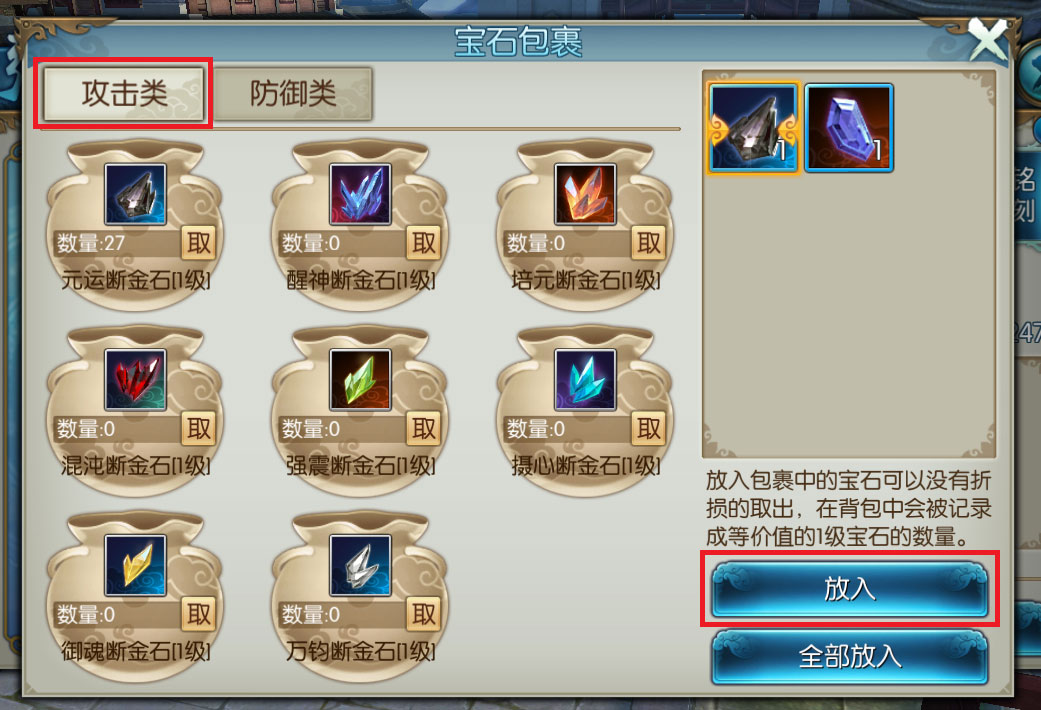 宝石包裹
攻击类
防御类
数量:27
取
元运断金石[1级]
数量:0
取
醒神断金石[1级]
数量:0
取
培元断金石[1级]
数量:0
取
混沌断金石[1级]
数量:0
取
强震断金石[1级]
数量:0
取
摄心断金石[1级]
数量:0
取
御魂断金石[1级]
数量:0
取
万钧断金石[1级]
1
1
放入包裹中的宝石可以没有折
损的取出，在背包中会被记录
成等价值的1级宝石的数量。
放入
全部放入
铭
刻
247